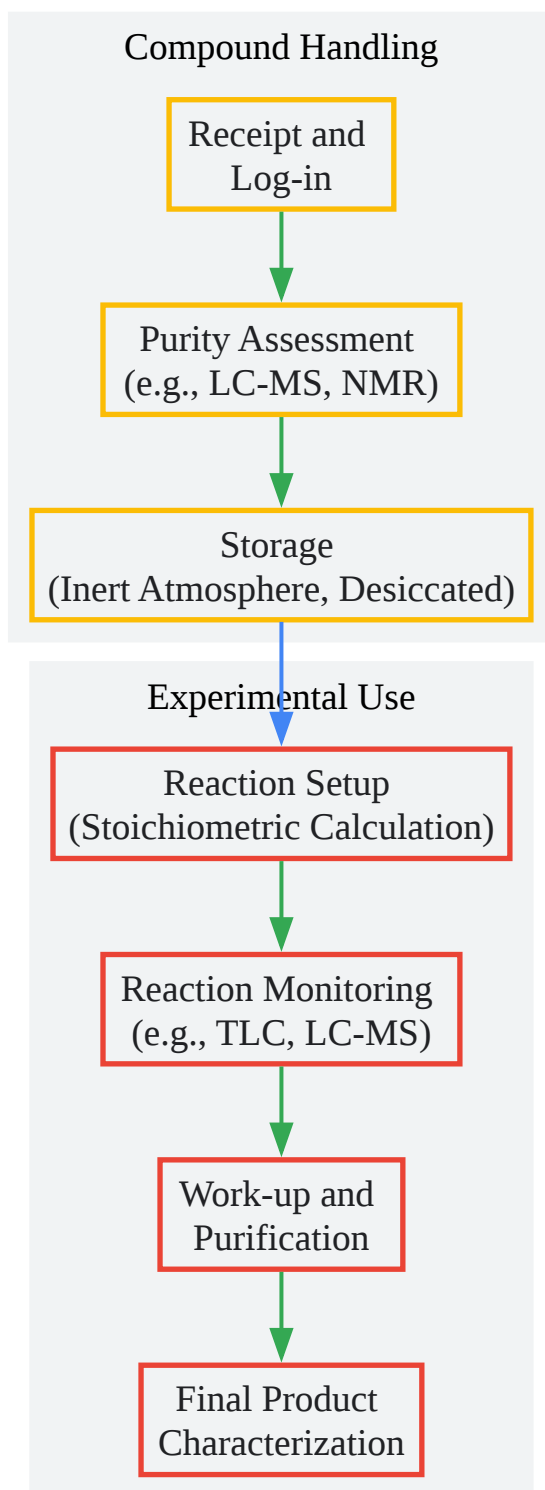 Compound Handling
Receipt and
Log-in
Purity Assessment
(e.g., LC-MS, NMR)
Storage
(Inert Atmosphere, Desiccated)
Experimental Use
Reaction Setup
(Stoichiometric Calculation)
Reaction Monitoring
(e.g., TLC, LC-MS)
Work-up and
Purification
Final Product
Characterization